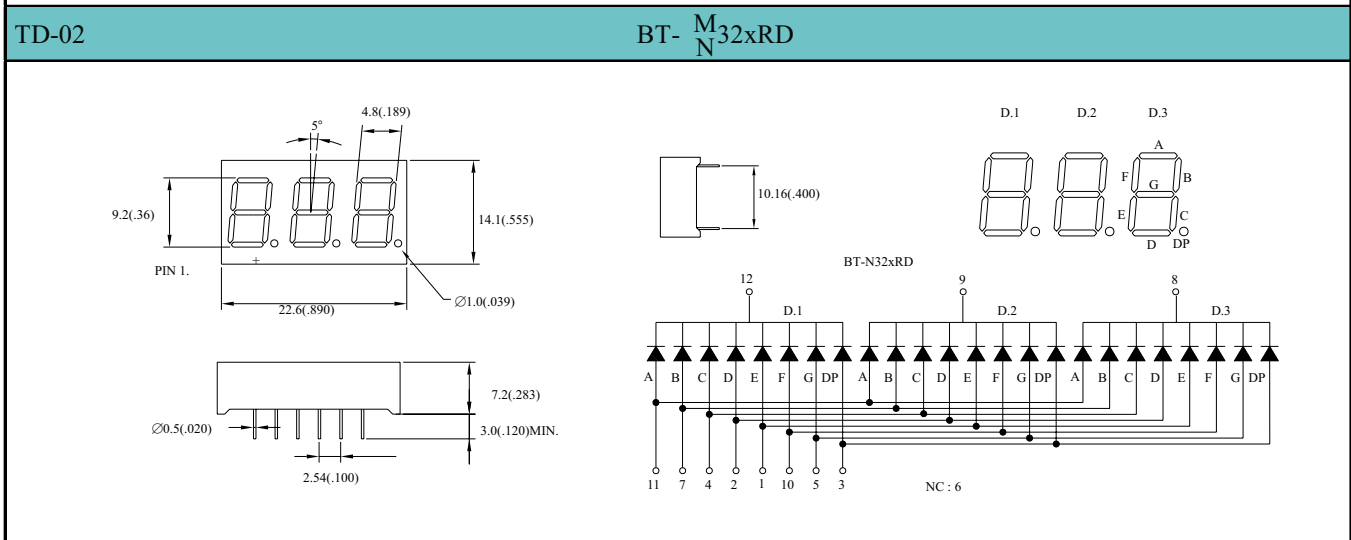 TD-02
BT- M/N 32xRD
4.8(.189)
5°
9.2(.36)
14.1(.555)
PIN 1.
+
22.6(.890)
∅1.0(.039)
10.16(.400)
D.1 D.2 D.3
A
F G B
E C
D DP
BT-N32xRD
12 9 8
D.1 D.2 D.3
A B C D E F G DP A B C D E F G DP A B C D E F G DP
11 7 4 2 1 10 5 3
NC : 6
7.2(.283)
∅0.5(.020)
3.0(.120)MIN.
2.54(.100)